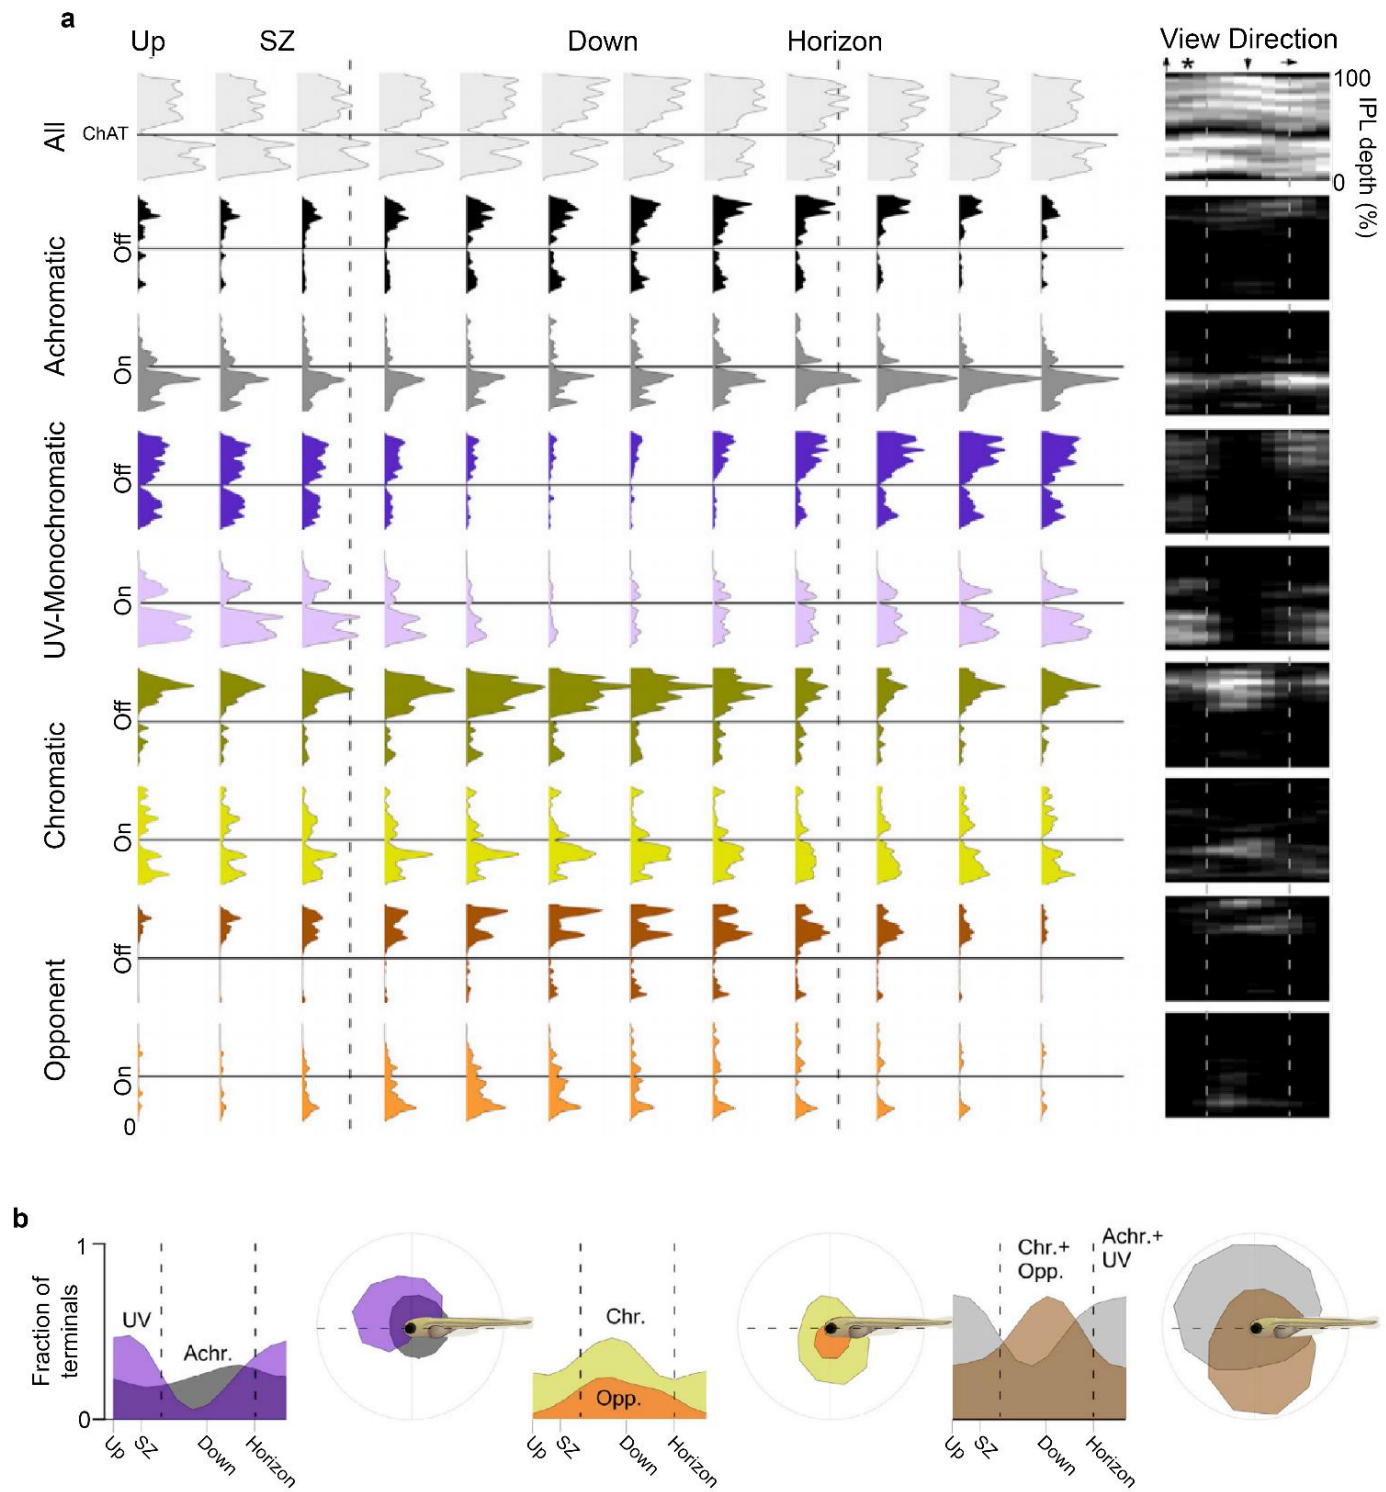 a
Up SZ Down Horizon View Direction
*
All
ChAT
100
0
IPL depth (%)
Achromatic
Off
On
UV-Monochromatic
Off
On
Chromatic
Off
On
Opponent
Off
On
0
b
Fraction of
terminals
1
0
UV
Achr.
Up SZ Down Horizon
Chr.
Opp.
Up SZ Down Horizon
Chr.+
Opp.
Achr.+
UV
Up SZ Down Horizon